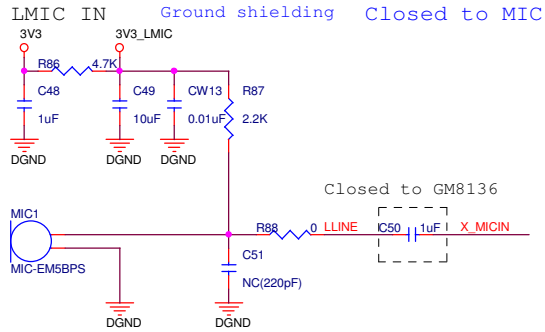 LMIC IN
Ground shielding
Closed to MIC
3V3
3V3_LMIC
R86
4.7K
C48
1uF
C49
10uF
CW13
0.01uF
R87
2.2K
DGND
DGND
DGND
Closed to GM8136
MIC1
MIC-EM5BPS
R88
0
LLINE
C50
1uF
X_MICIN
C51
NC(220pF)
DGND
DGND